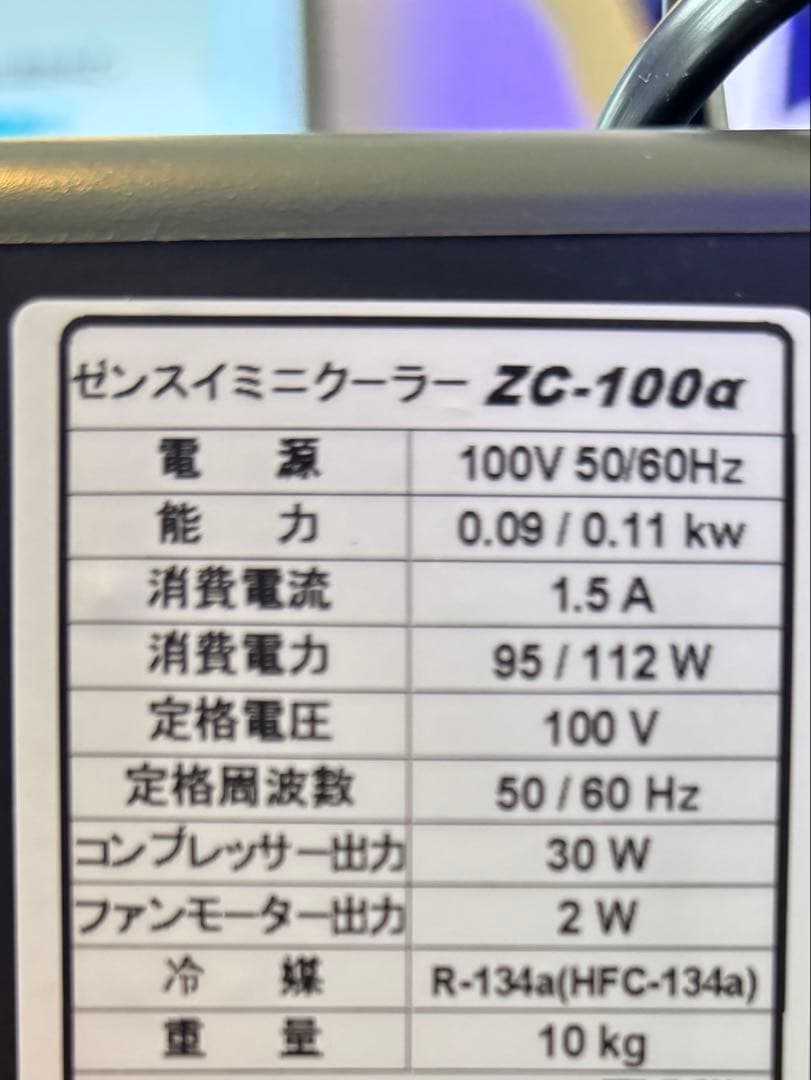 ゼンスイミニクーラー ZC-100α
電 源 100V 50/60Hz
能 力 0.09 / 0.11 kw
消費電流 1.5 A
消費電力 95 / 112 W
定格電圧 100 V
定格周波数 50 / 60 Hz
コンプレッサー出力 30 W
ファンモーター出力 2 W
冷 媒 R-134a(HFC-134a)
重 量 10 kg